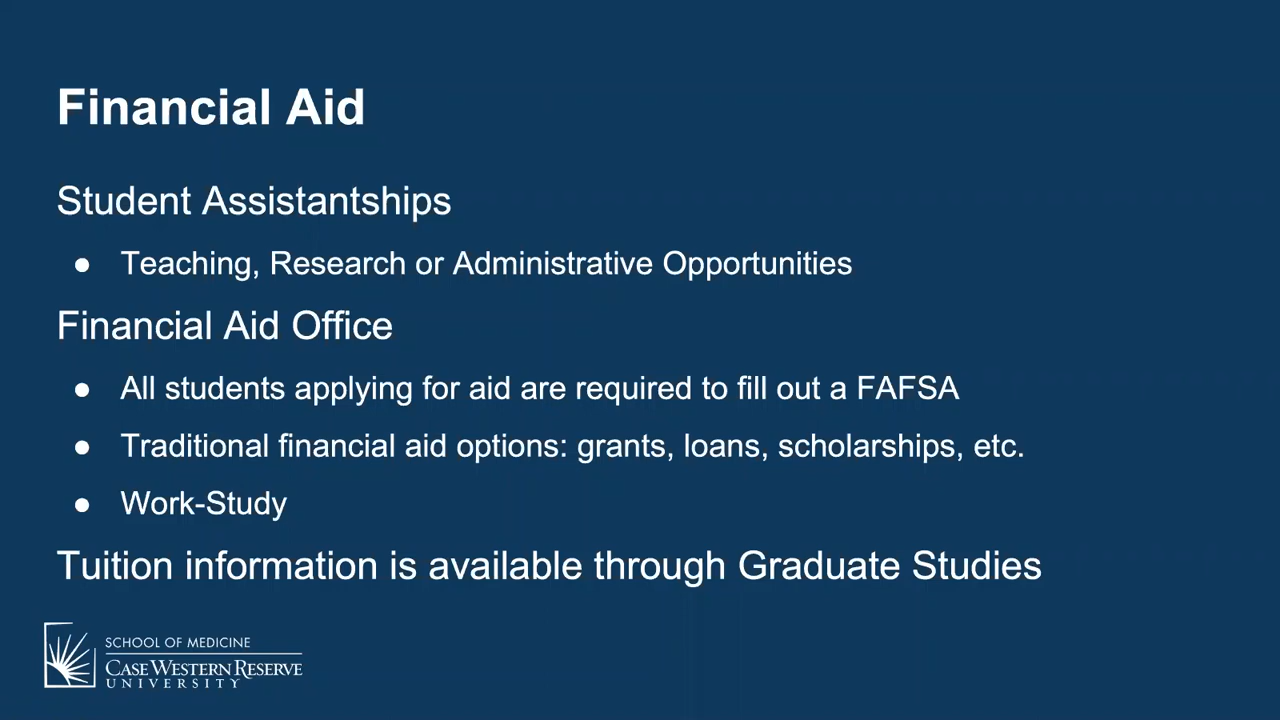 Financial Aid
Student Assistantships
● Teaching, Research or Administrative Opportunities
Financial Aid Office
● All students applying for aid are required to fill out a FAFSA
● Traditional financial aid options: grants, loans, scholarships, etc.
● Work-Study
Tuition information is available through Graduate Studies
SCHOOL OF MEDICINE
CASE WESTERN RESERVE
UNIVERSITY